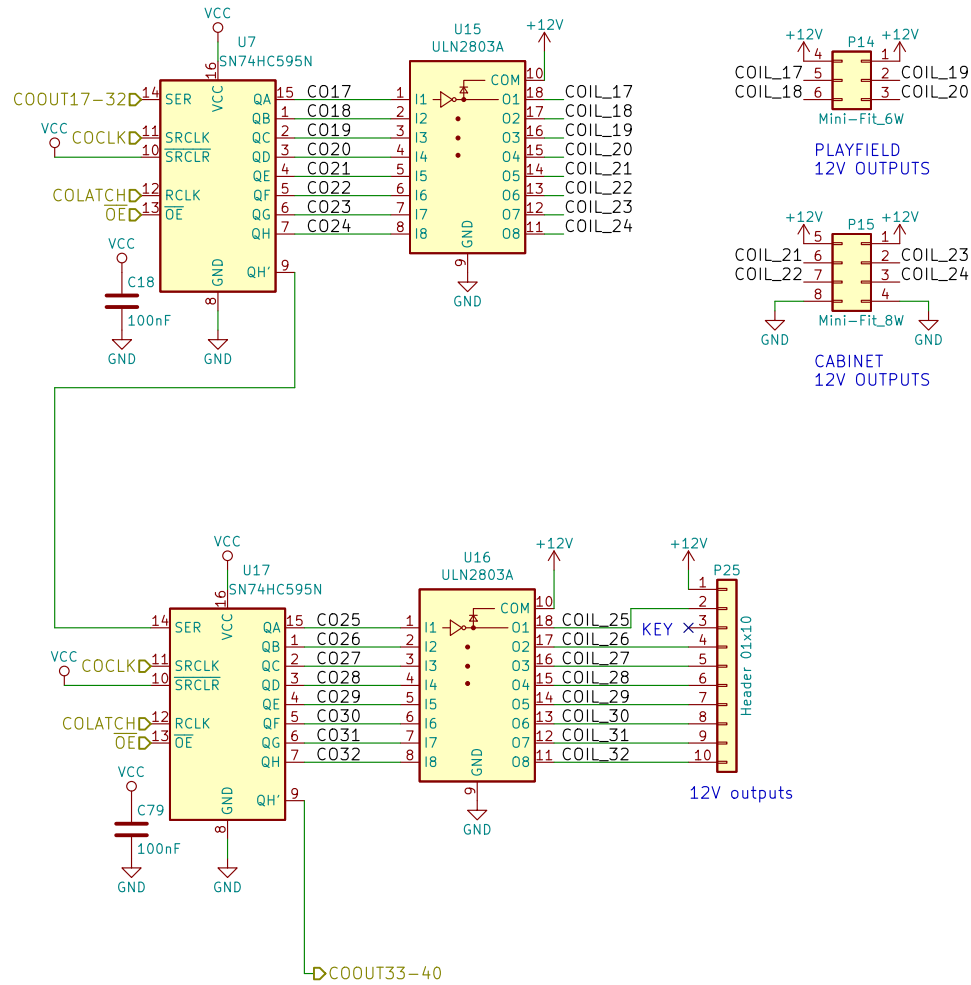 VCC
U7
SN74HC595N
16
VCC
COOUT17-32
14
SER
VCC
COCLK
11
SRCLK
10
SRCLR
COLATCH
12
RCLK
OE
13
OE
QA
15
CO17
QB
1
CO18
QC
2
CO19
QD
3
CO20
QE
4
CO21
QF
5
CO22
QG
6
CO23
QH
7
CO24
QH'
9
GND
8
GND
VCC
C18
100nF
GND
U15
ULN2803A
+12V
COM
10
1
I1
O1
18
COIL_17
2
I2
O2
17
COIL_18
3
I3
O3
16
COIL_19
4
I4
O4
15
COIL_20
5
I5
O5
14
COIL_21
6
I6
O6
13
COIL_22
7
I7
O7
12
COIL_23
8
I8
O8
11
COIL_24
GND
9
GND
+12V
P14
+12V
4
1
COIL_17
5
2
COIL_19
COIL_18
6
3
COIL_20
Mini-Fit_6W
PLAYFIELD
12V OUTPUTS
+12V
P15
+12V
5
1
COIL_21
6
2
COIL_23
COIL_22
7
3
COIL_24
8
4
GND
Mini-Fit_8W
GND
CABINET
12V OUTPUTS
VCC
U17
SN74HC595N
16
VCC
14
SER
VCC
COCLK
11
SRCLK
10
SRCLR
COLATCH
12
RCLK
OE
13
OE
QA
15
CO25
QB
1
CO26
QC
2
CO27
QD
3
CO28
QE
4
CO29
QF
5
CO30
QG
6
CO31
QH
7
CO32
QH'
9
GND
8
GND
VCC
C79
100nF
GND
U16
ULN2803A
+12V
COM
10
1
I1
O1
18
COIL_25
2
I2
O2
17
COIL_26
3
I3
O3
16
COIL_27
4
I4
O4
15
COIL_28
5
I5
O5
14
COIL_29
6
I6
O6
13
COIL_30
7
I7
O7
12
COIL_31
8
I8
O8
11
COIL_32
GND
9
GND
+12V
P25
1
2
KEY
3
4
5
6
7
8
9
10
Header 01x10
12V outputs
COOUT33-40